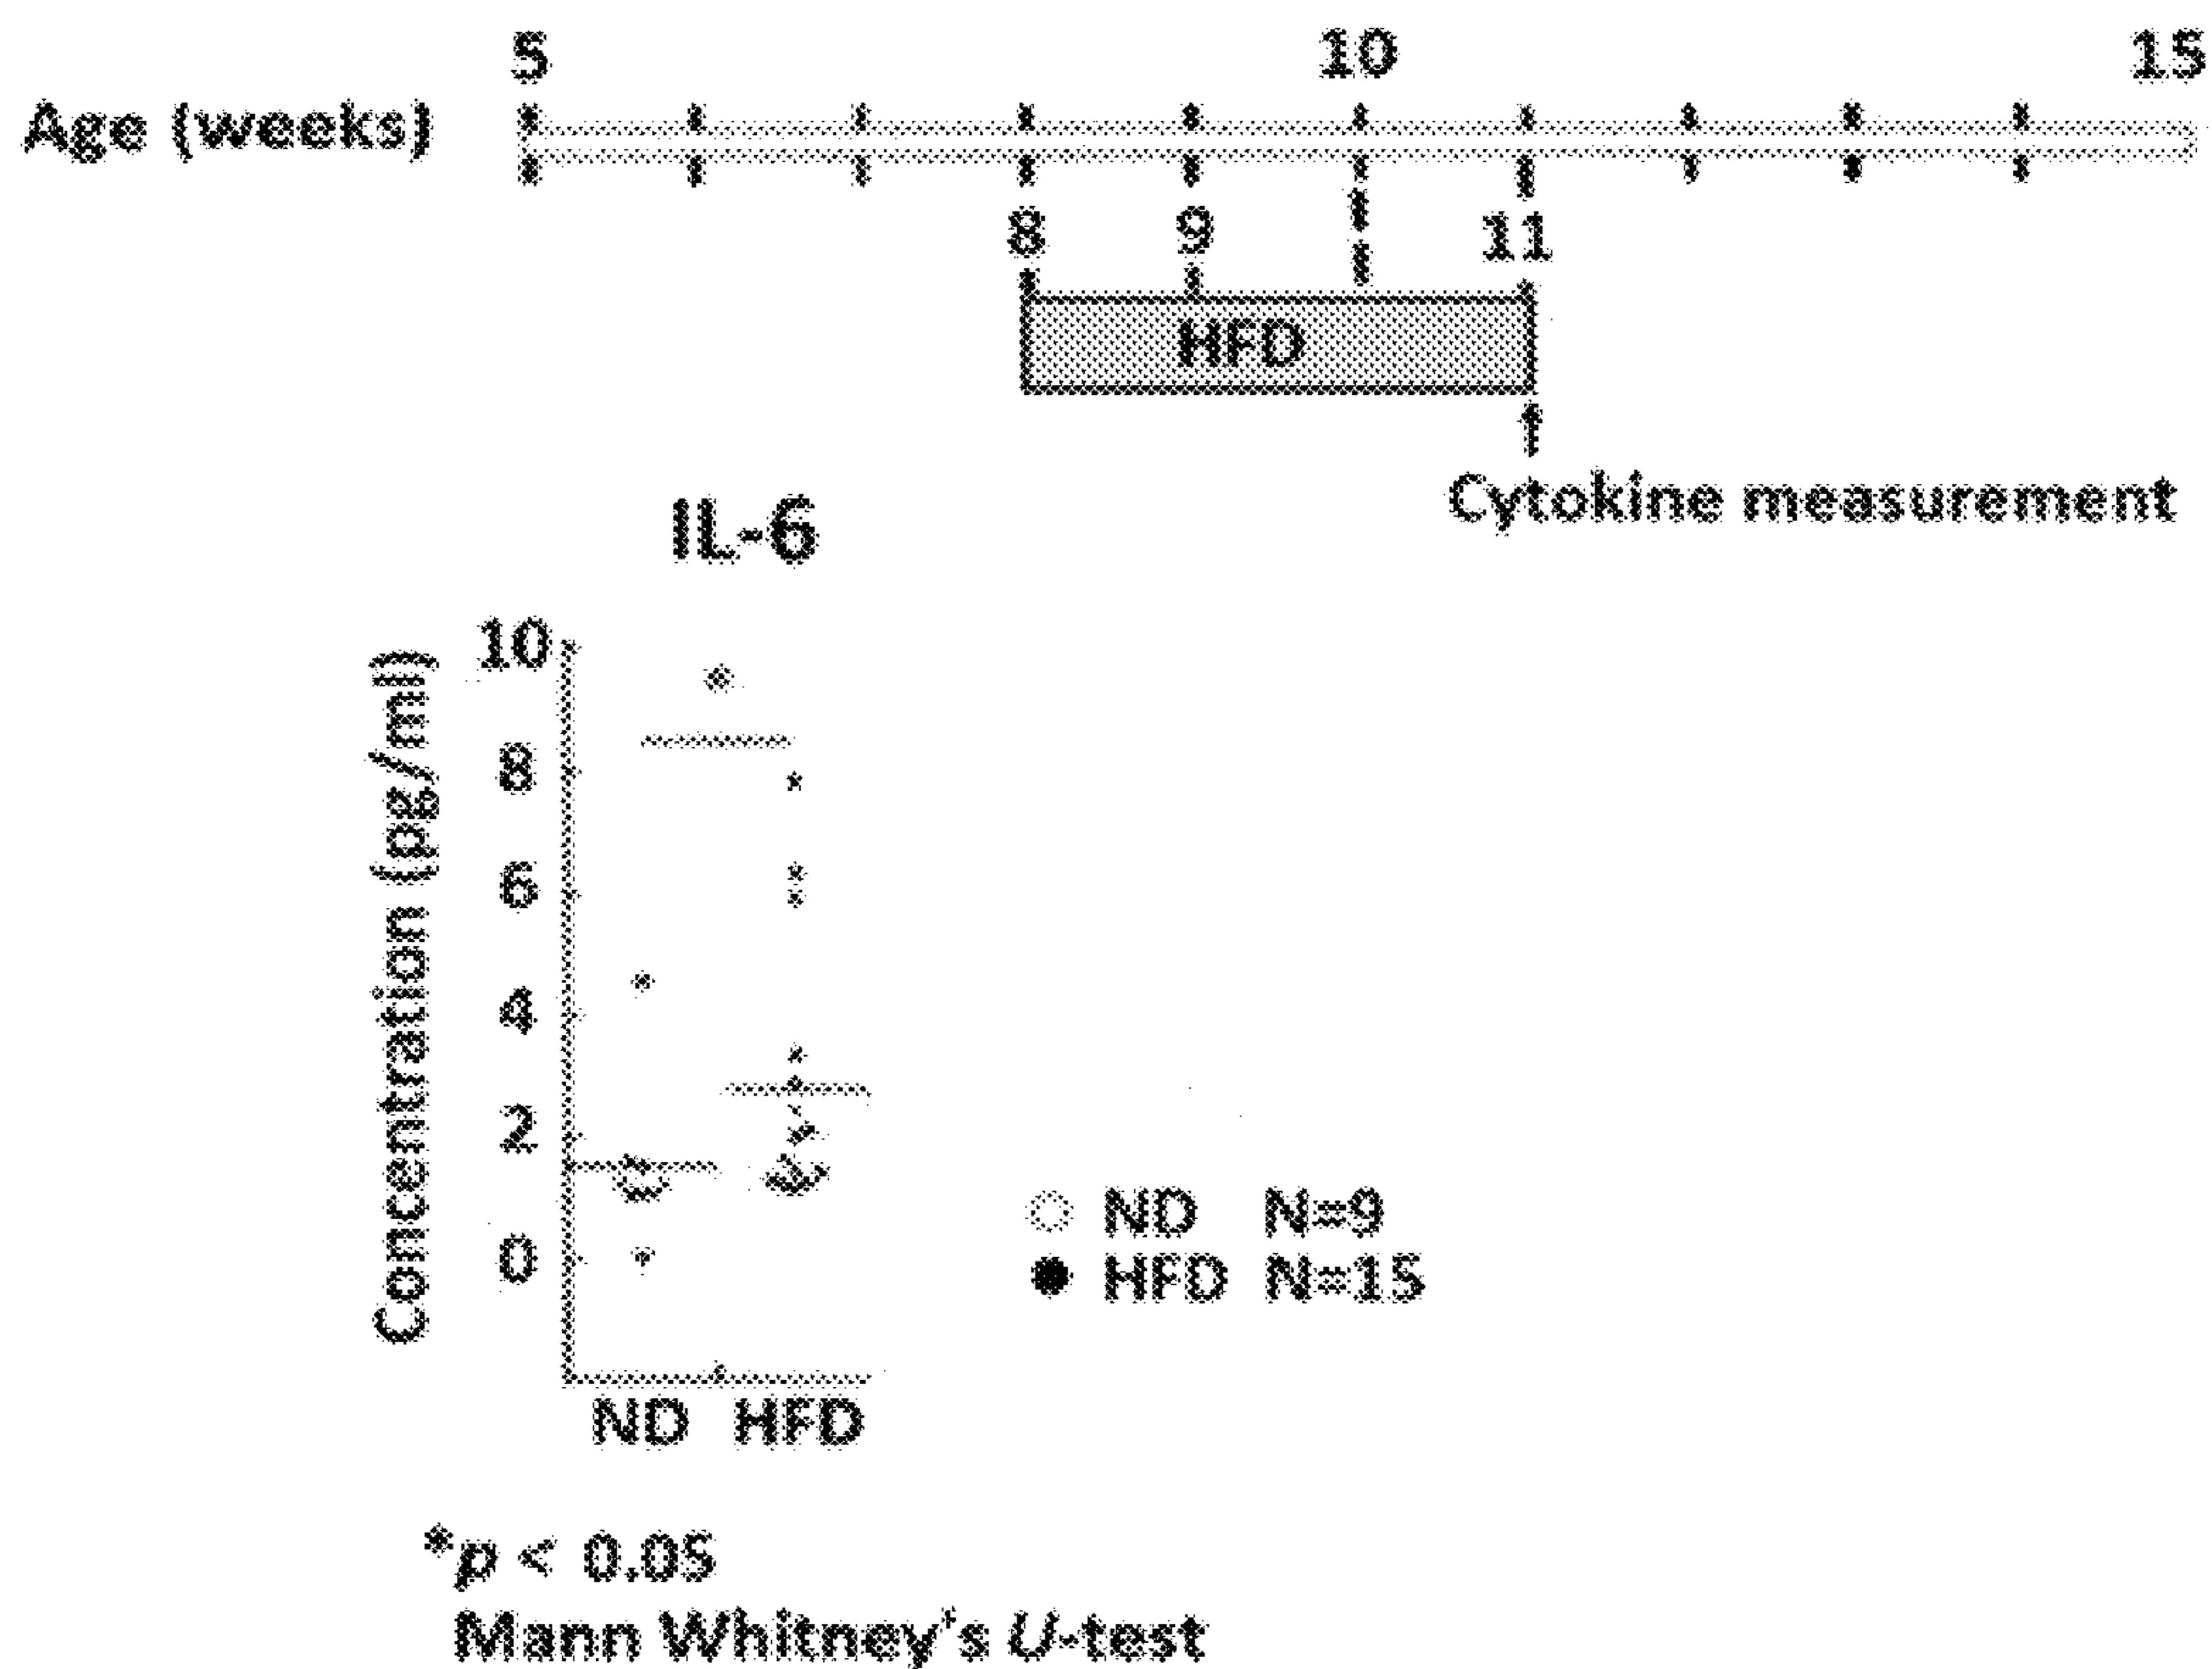 5 10 15
Age (weeks)
8 9 11
HFD
Cytokine measurement
IL-6
Concentration (pg/ml)
10
*
8
6
4
2
0
ND HFD
ND N=9
HFD N=15
*p < 0.05
Mann Whitney's U-test